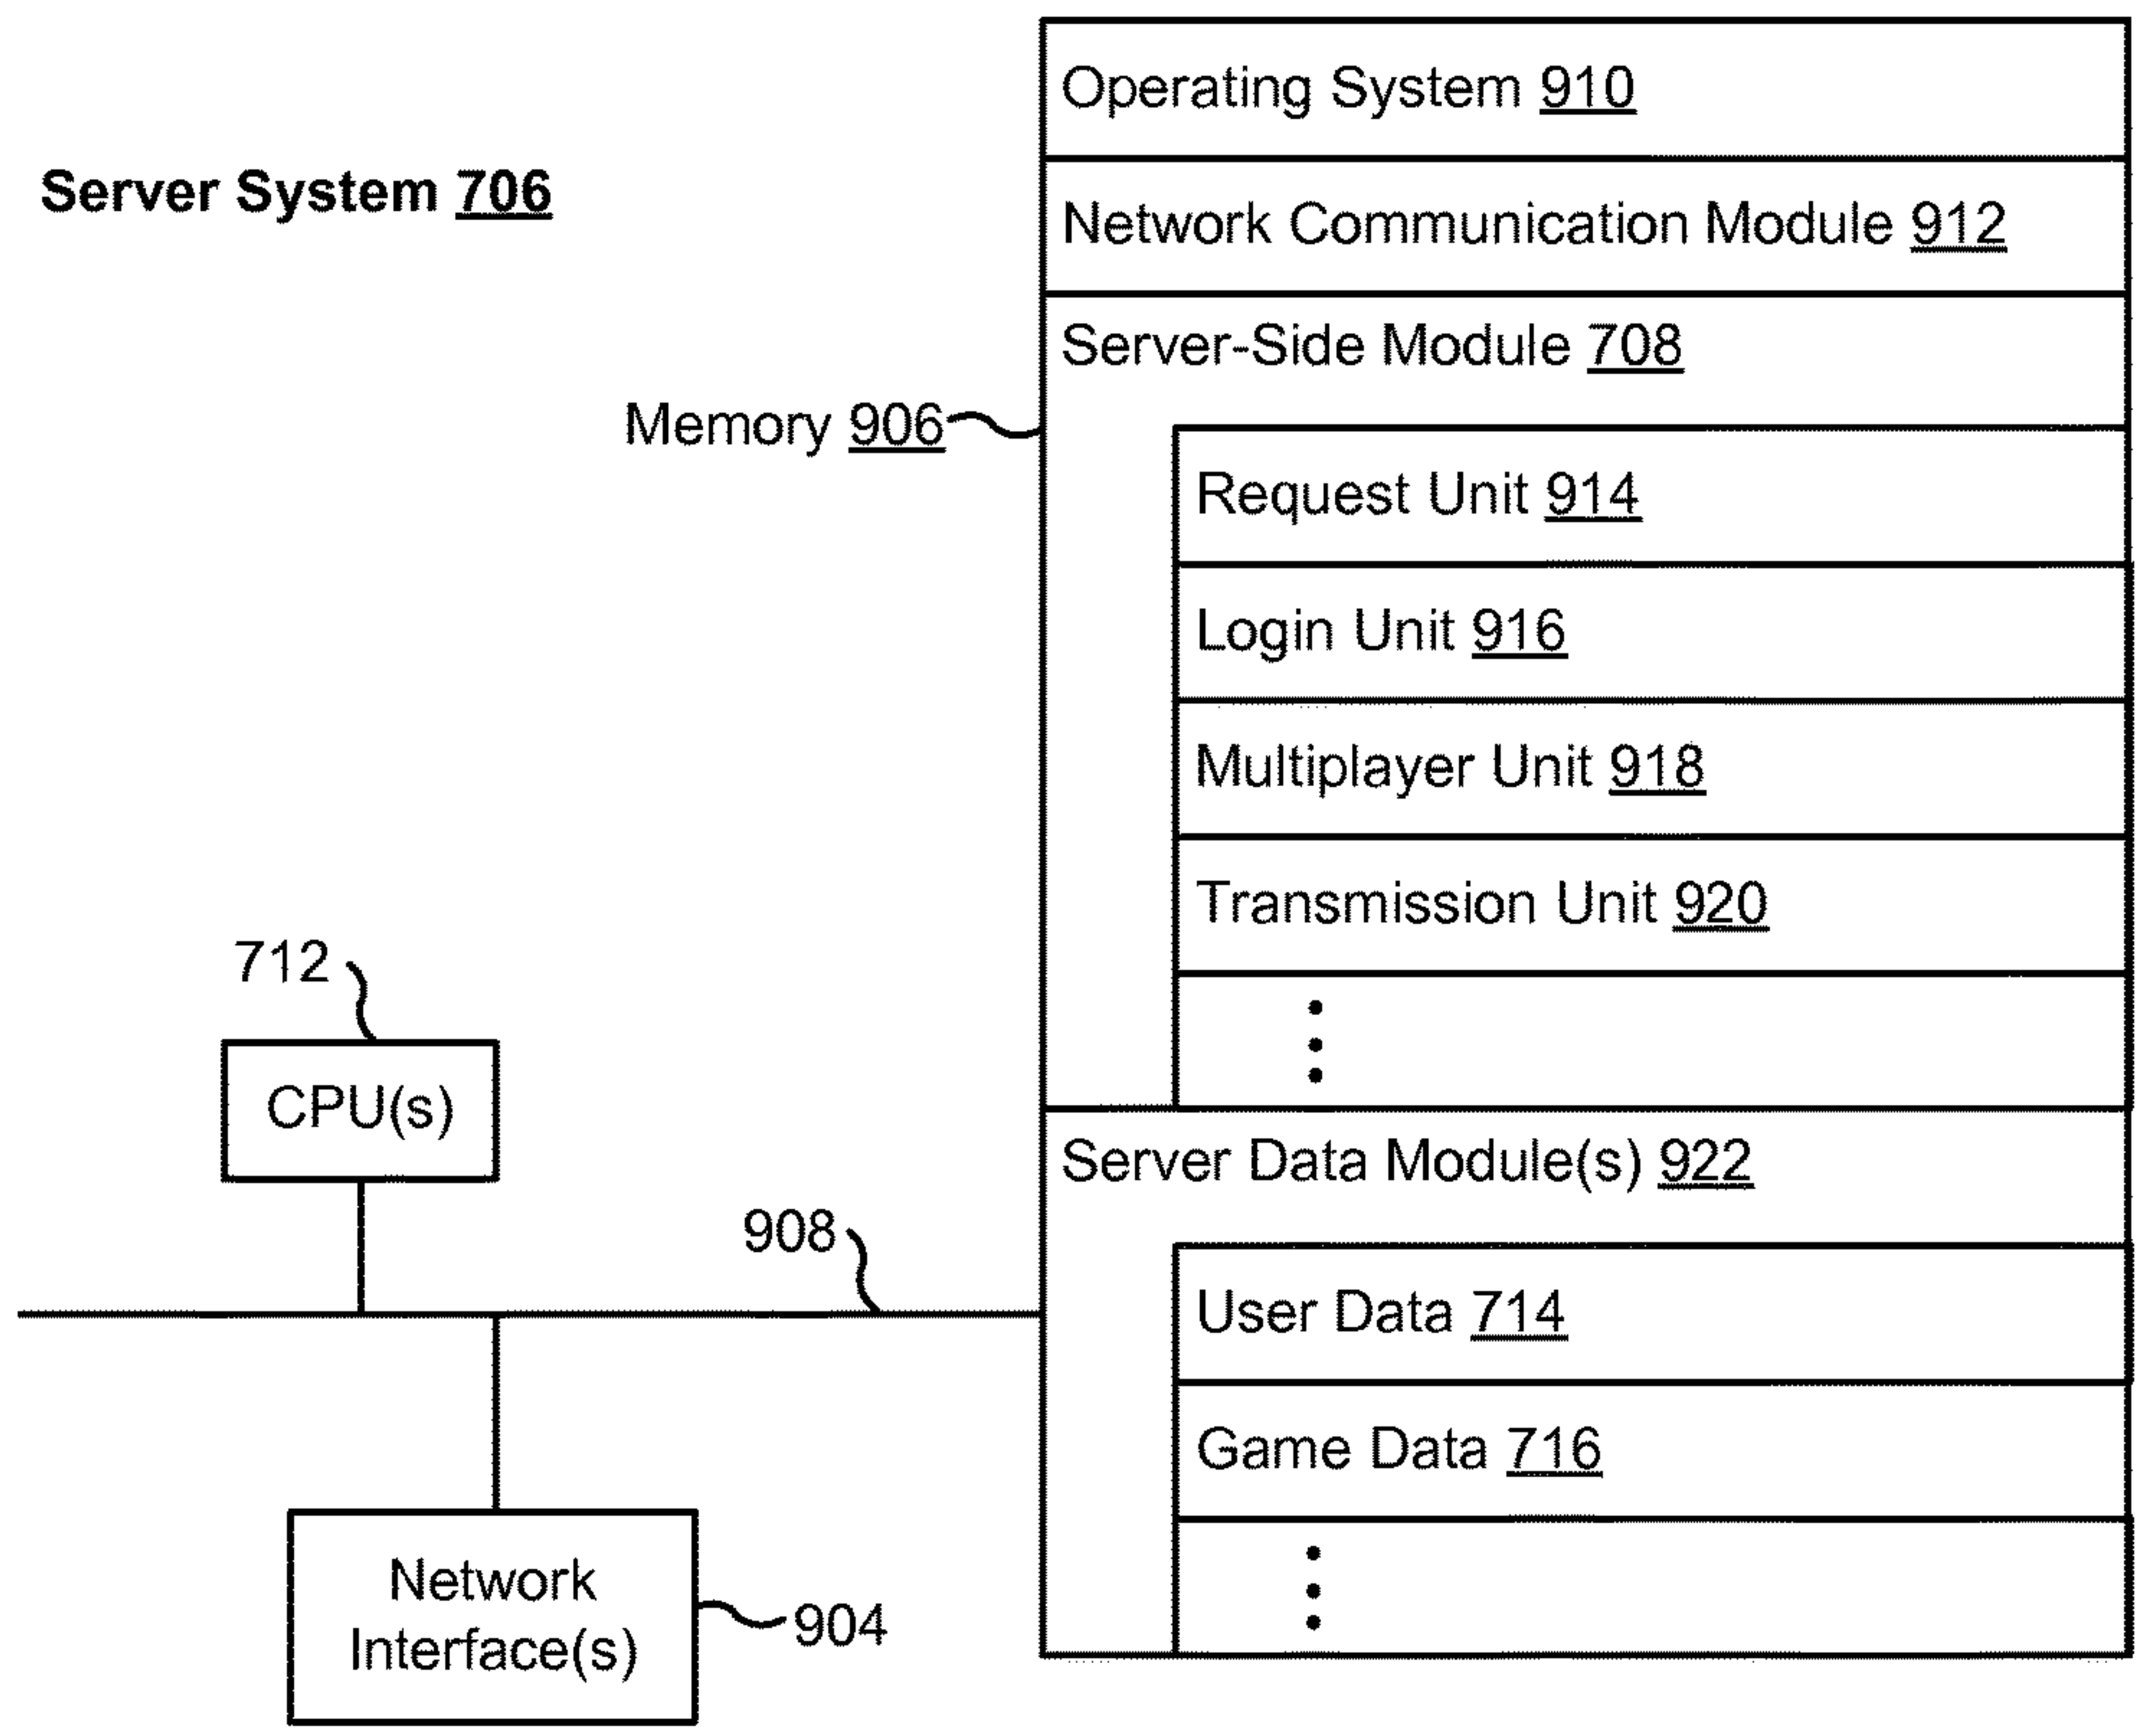 Server System 706
Operating System 910
Network Communication Module 912
Server-Side Module 708
Memory 906
Request Unit 914
Login Unit 916
Multiplayer Unit 918
Transmission Unit 920
712
CPU(s)
Server Data Module(s) 922
908
User Data 714
Game Data 716
Network
Interface(s)
904